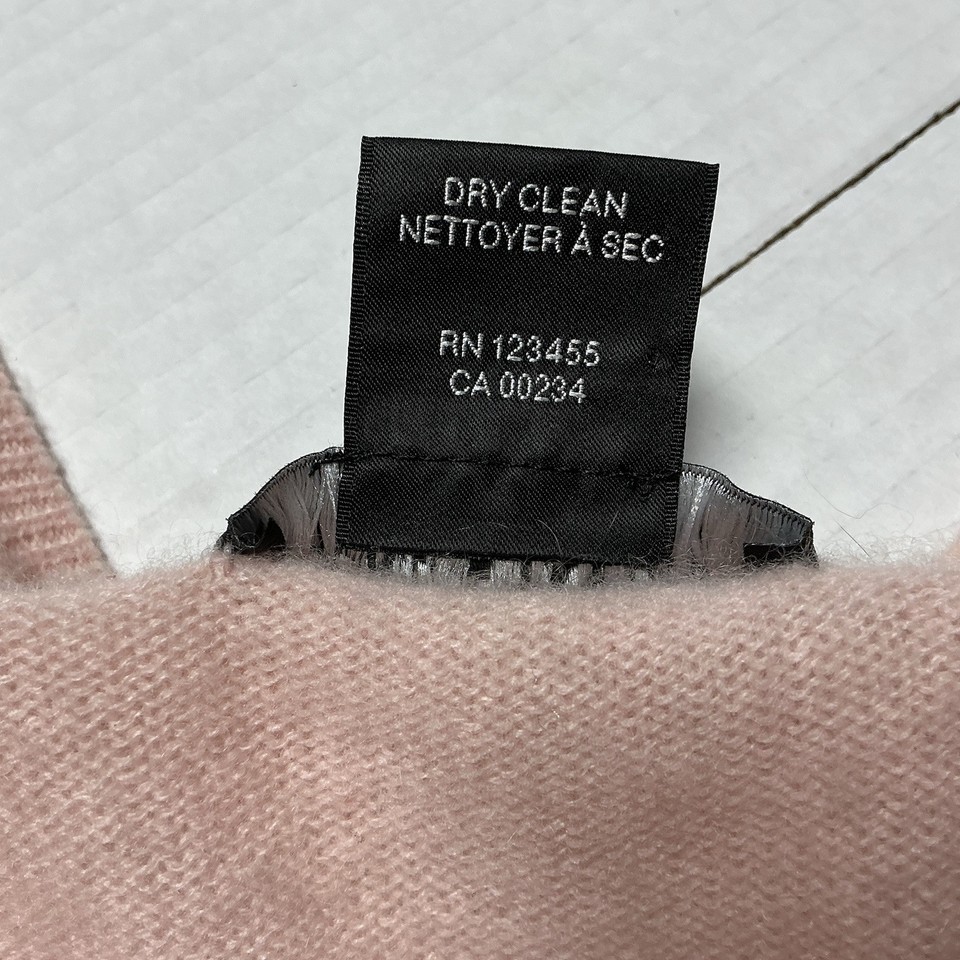 DRY CLEAN
NETTOYER À SEC
RN 123455
CA 00234